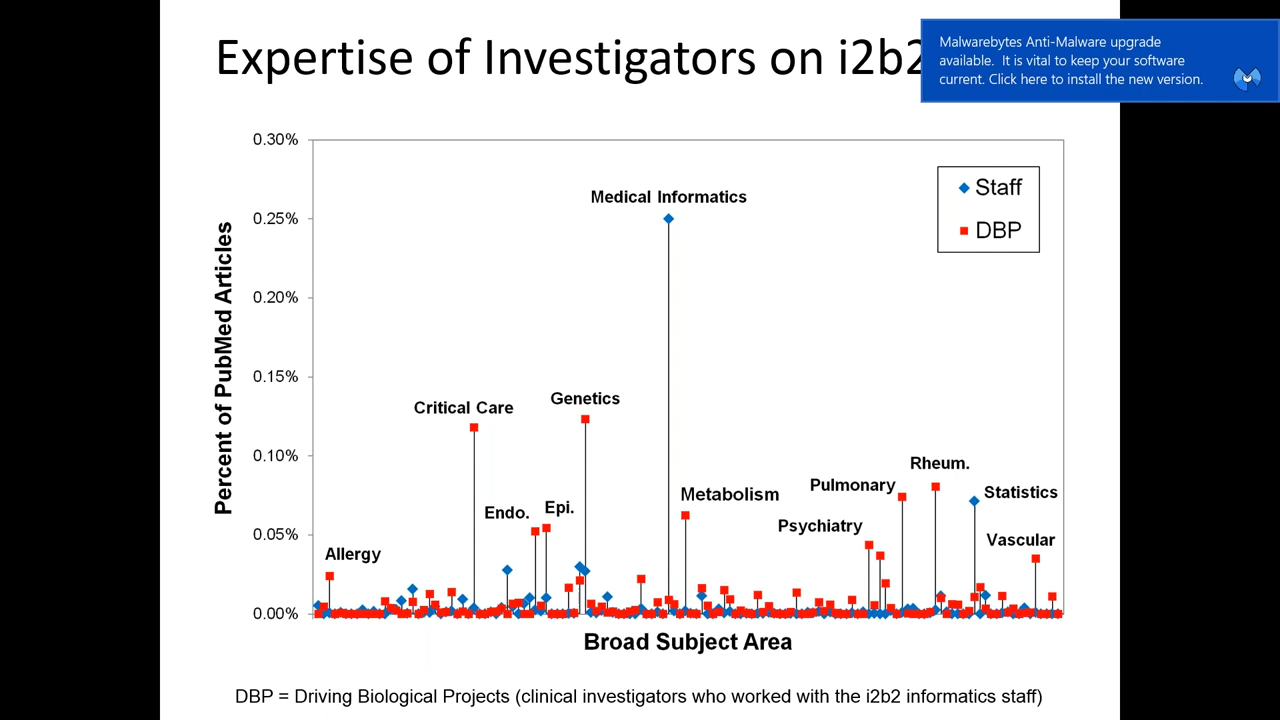 Expertise of Investigators on i2b2
Malwarebytes Anti-Malware upgrade
available. It is vital to keep your software
current. Click here to install the new version.
0.30%
0.25%
0.20%
0.15%
0.10%
0.05%
0.00%
Percent of PubMed Articles
Staff
DBP
Medical Informatics
Critical Care
Genetics
Rheum.
Pulmonary
Statistics
Metabolism
Endo.
Epi.
Psychiatry
Vascular
Allergy
Broad Subject Area
DBP = Driving Biological Projects (clinical investigators who worked with the i2b2 informatics staff)